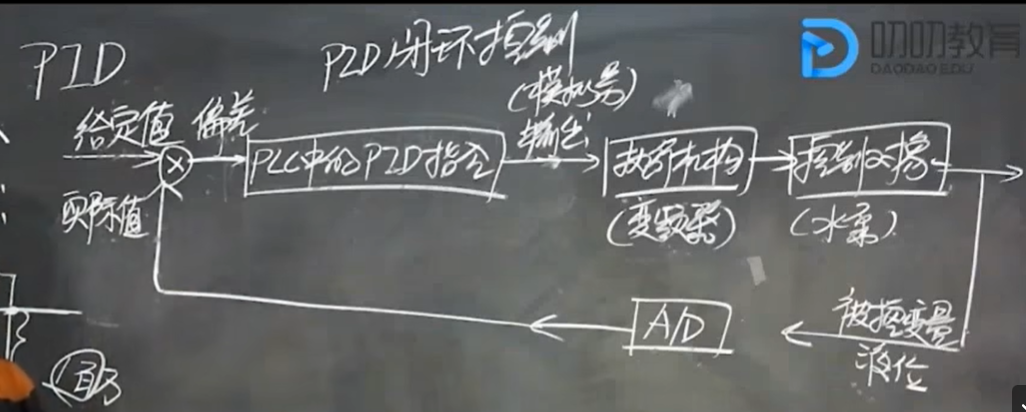 PID
PID闭环控制
叨叨教育
DAODAO EDU
(模拟量)
给定值 偏差
输出
PLC中的PID指令
执行机构
控制对象
实际值
(变频器)
(水泵)
A/D
被控变量
液位